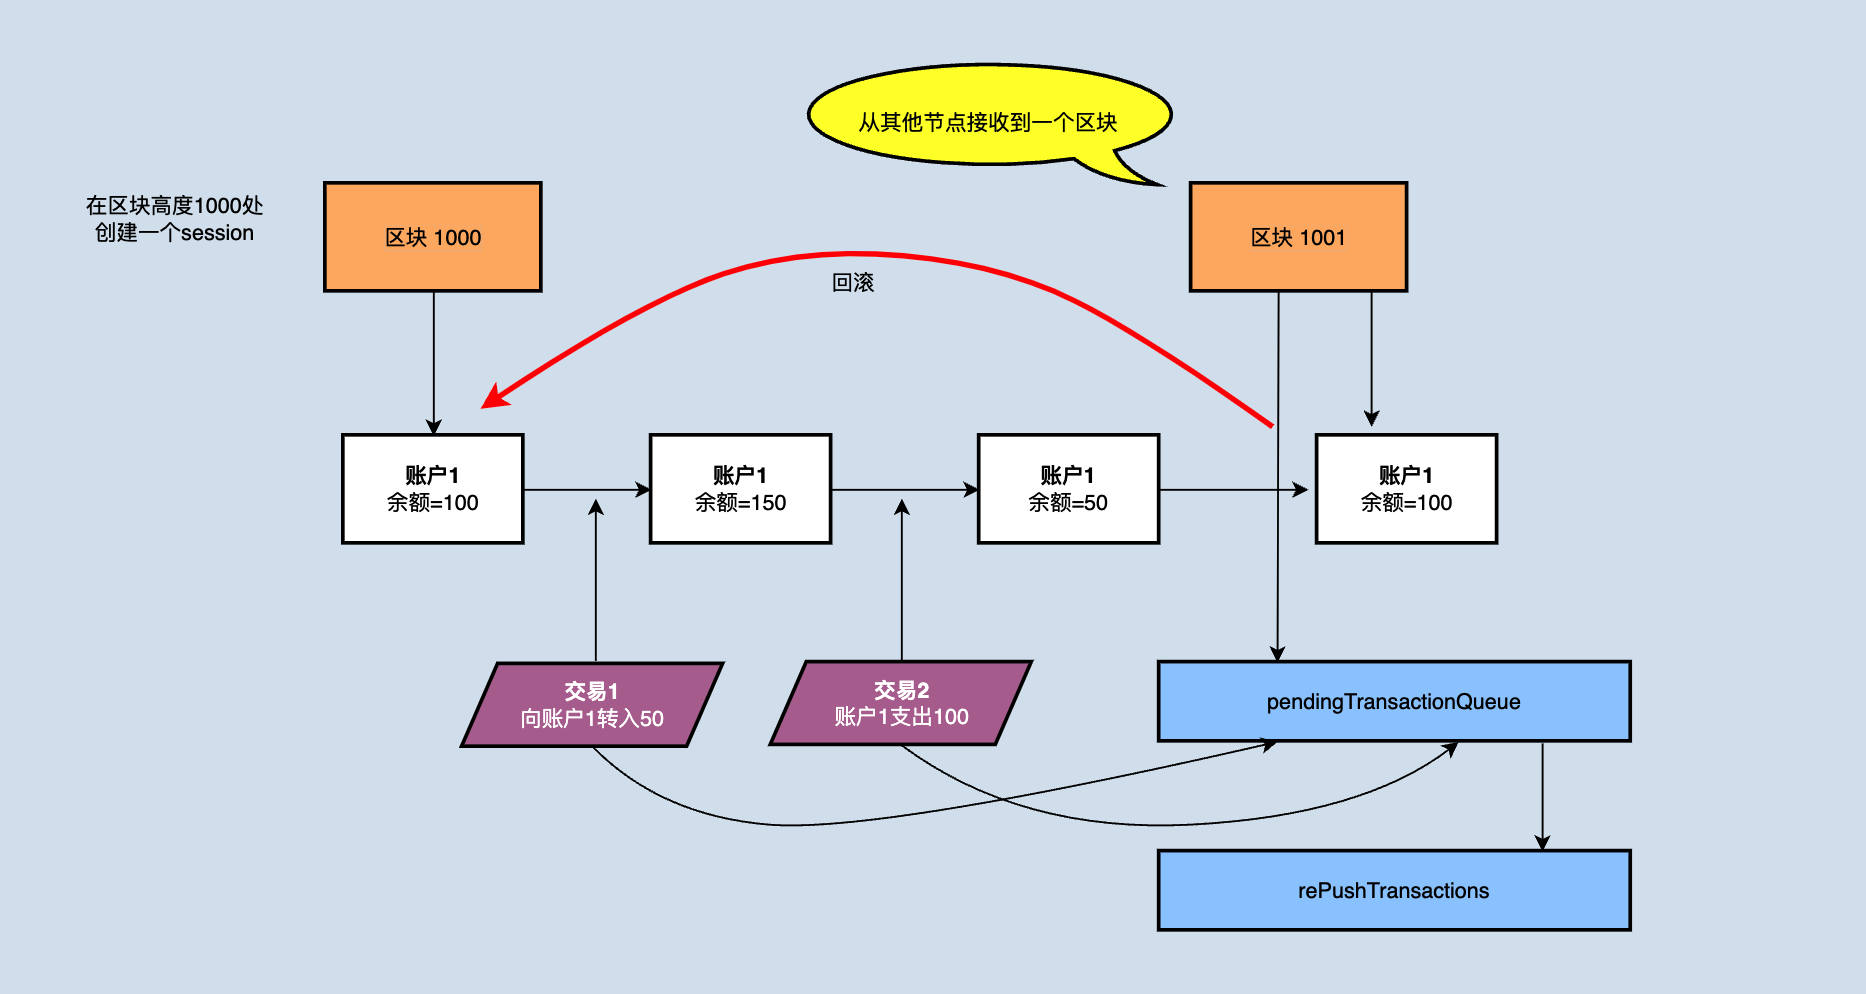 从其他节点接收到一个区块
在区块高度1000处
创建一个session
区块 1000
区块 1001
回滚
账户1
余额=100
账户1
余额=150
账户1
余额=50
账户1
余额=100
交易1
向账户1转入50
交易2
账户1支出100
pendingTransactionQueue
rePushTransactions